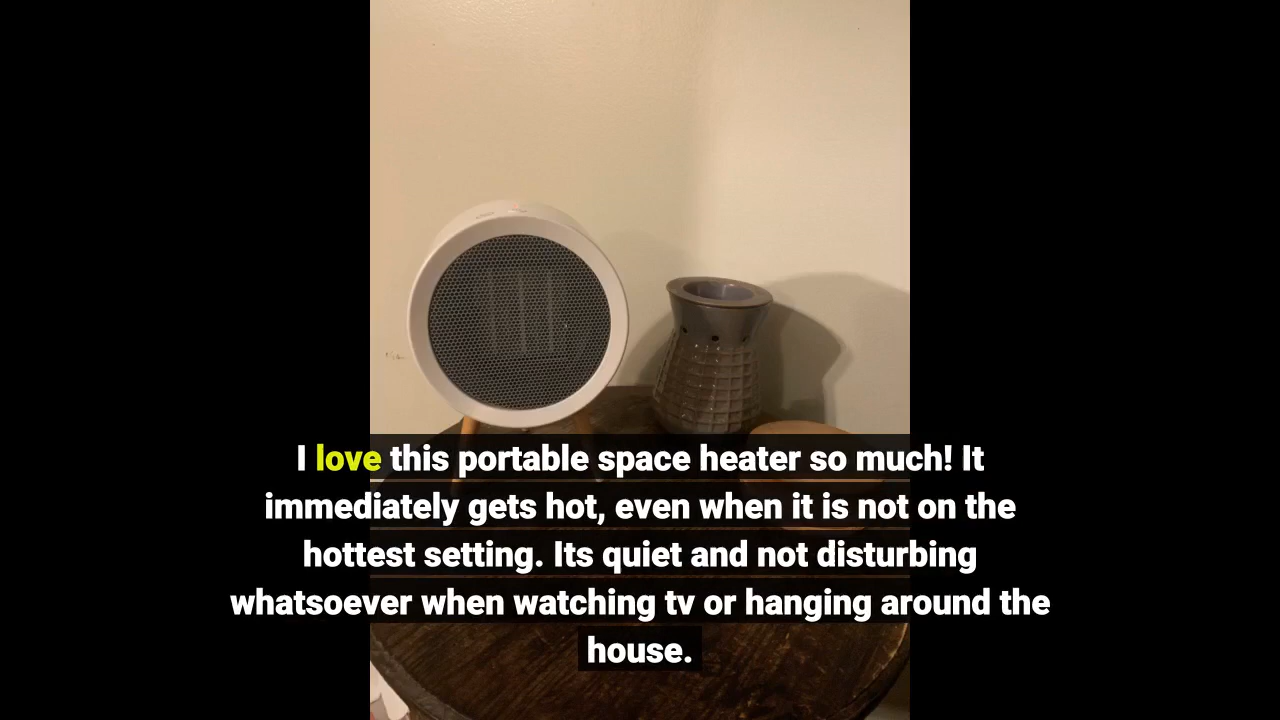 I love this portable space heater so much! It
immediately gets hot, even when it is not on the
hottest setting. Its quiet and not disturbing
whatsoever when watching tv or hanging around the
house.